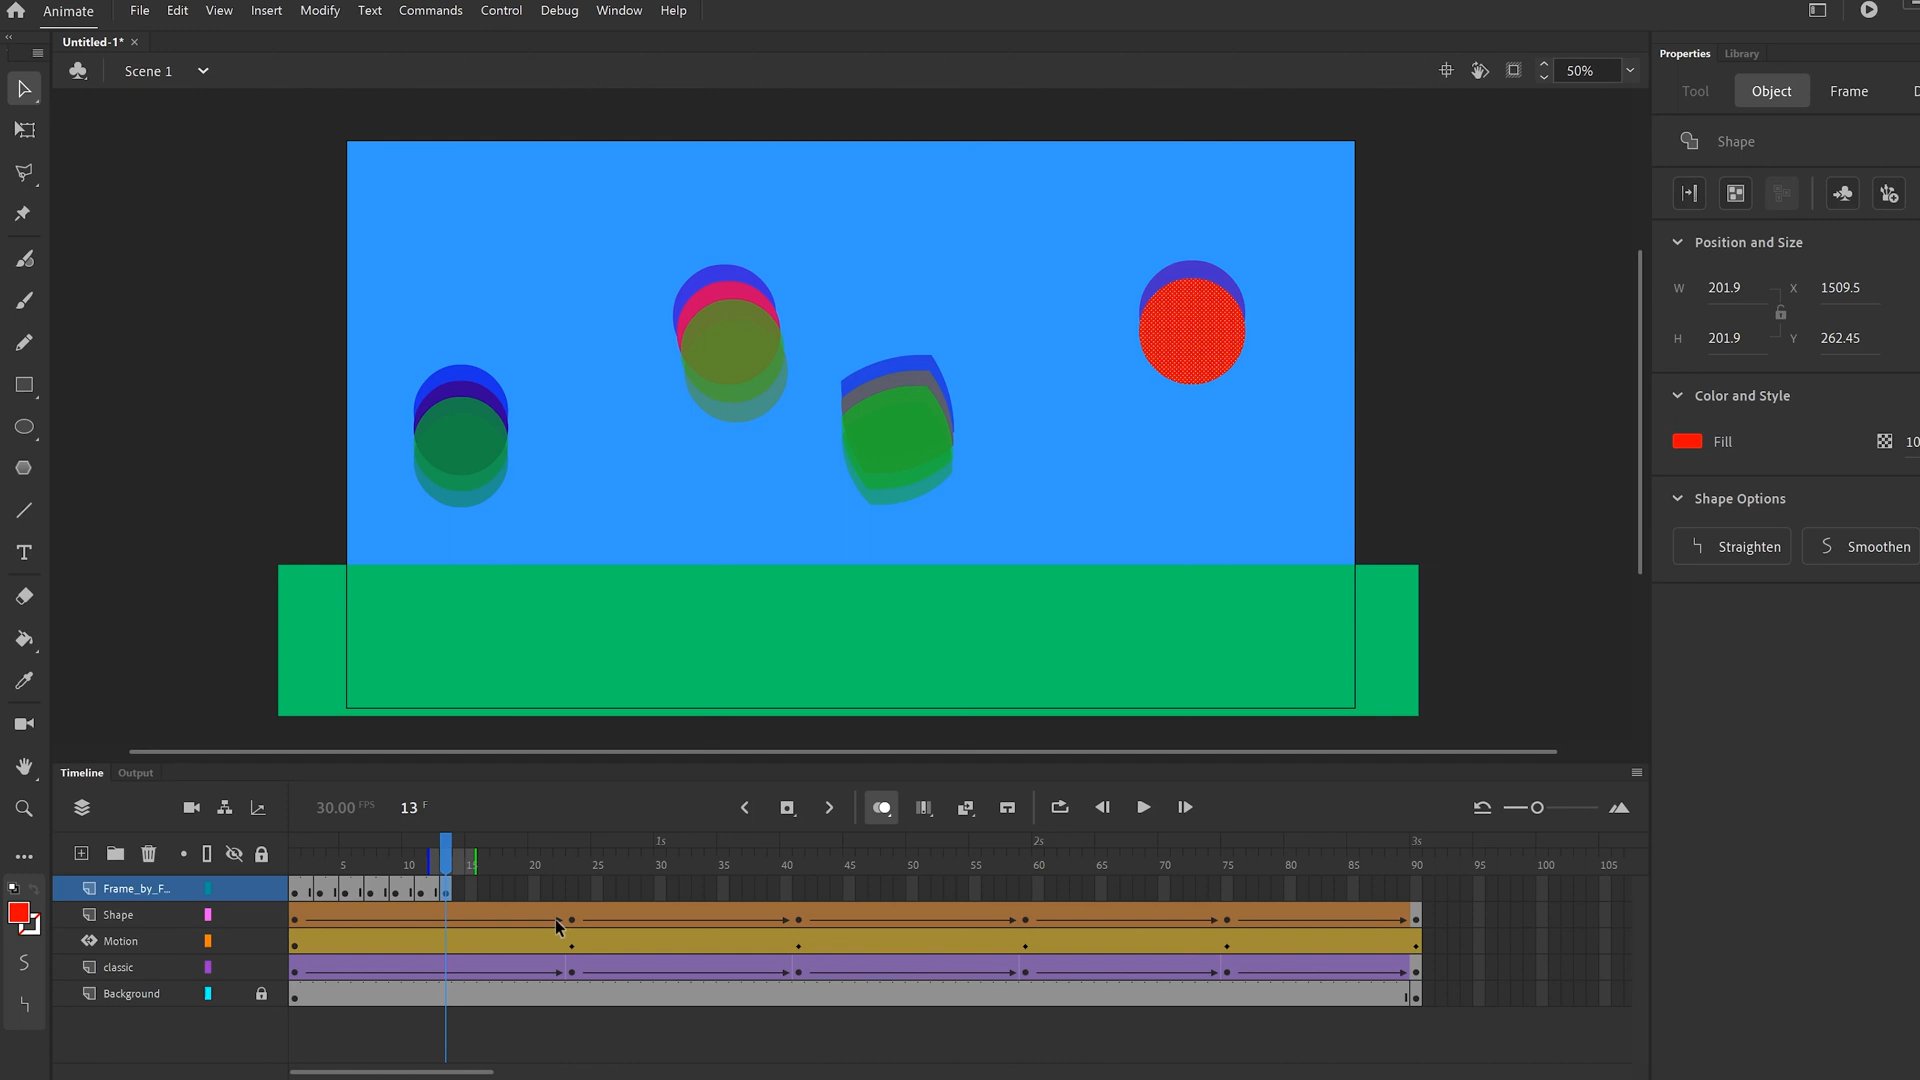 Animate File Edit View Insert Modify Text Commands Control Debug Window Help
Untitled-1* ×
Scene 1 50%
Properties Library
Tool Object Frame D
Shape
Position and Size
W 201.9 X 1509.5
H 201.9 Y 262.45
Color and Style
Fill 10
Shape Options
Straighten Smoothen
Timeline Output
30.00 FPS 13 F
1s 2s 3s
5 10 15 20 25 30 35 40 45 50 55 60 65 70 75 80 85 90 95 100 105
Frame_by_F...
Shape
Motion
classic
Background